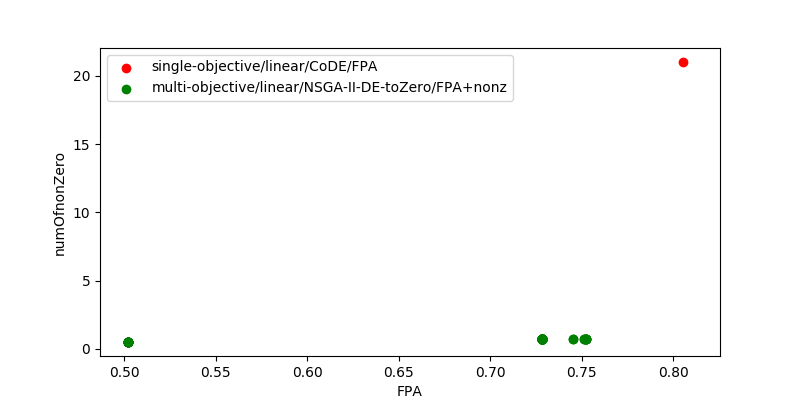 single-objective/linear/CoDE/FPA
multi-objective/linear/NSGA-II-DE-toZero/FPA+nonz
20
15
10
5
0
numOfnonZero
0.50 0.55 0.60 0.65 0.70 0.75 0.80
FPA